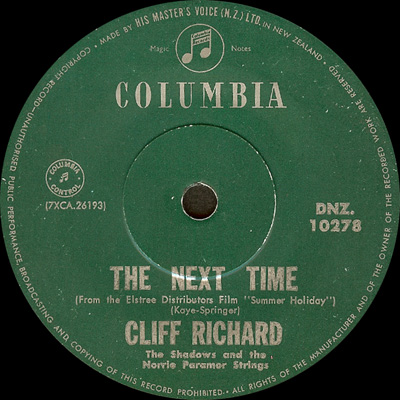 MADE BY HIS MASTER'S VOICE (N.Z.) LTD. IN NEW ZEALAND.
Magic Notes
COLUMBIA
COLUMBIA
CONTROL
(7XCA.26193)
DNZ.
10278
THE NEXT TIME
(From the Elstree Distributors Film "Summer Holiday")
(Kaye-Springer)
CLIFF RICHARD
The Shadows and the
Norrie Paramor Strings
COPYRIGHT RECORD-UNAUTHORISED PUBLIC PERFORMANCE, BROADCASTING AND COPYING OF THIS RECORD PROHIBITED. • ALL RIGHTS OF THE MANUFACTURER AND OF THE OWNER OF THE RECORDED WORK ARE RESERVED